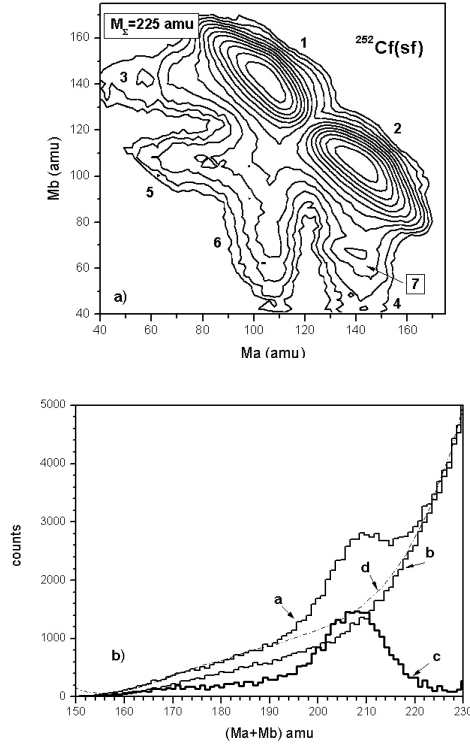 M_Σ=225 amu
²⁵²Cf(sf)
1
2
3
4
5
6
7
a)
160
140
120
100
80
60
40
Mb (amu)
40 60 80 100 120 140 160
Ma (amu)
5000
4000
3000
2000
1000
0
counts
a
b
c
d
b)
150 160 170 180 190 200 210 220 230
(Ma+Mb) amu